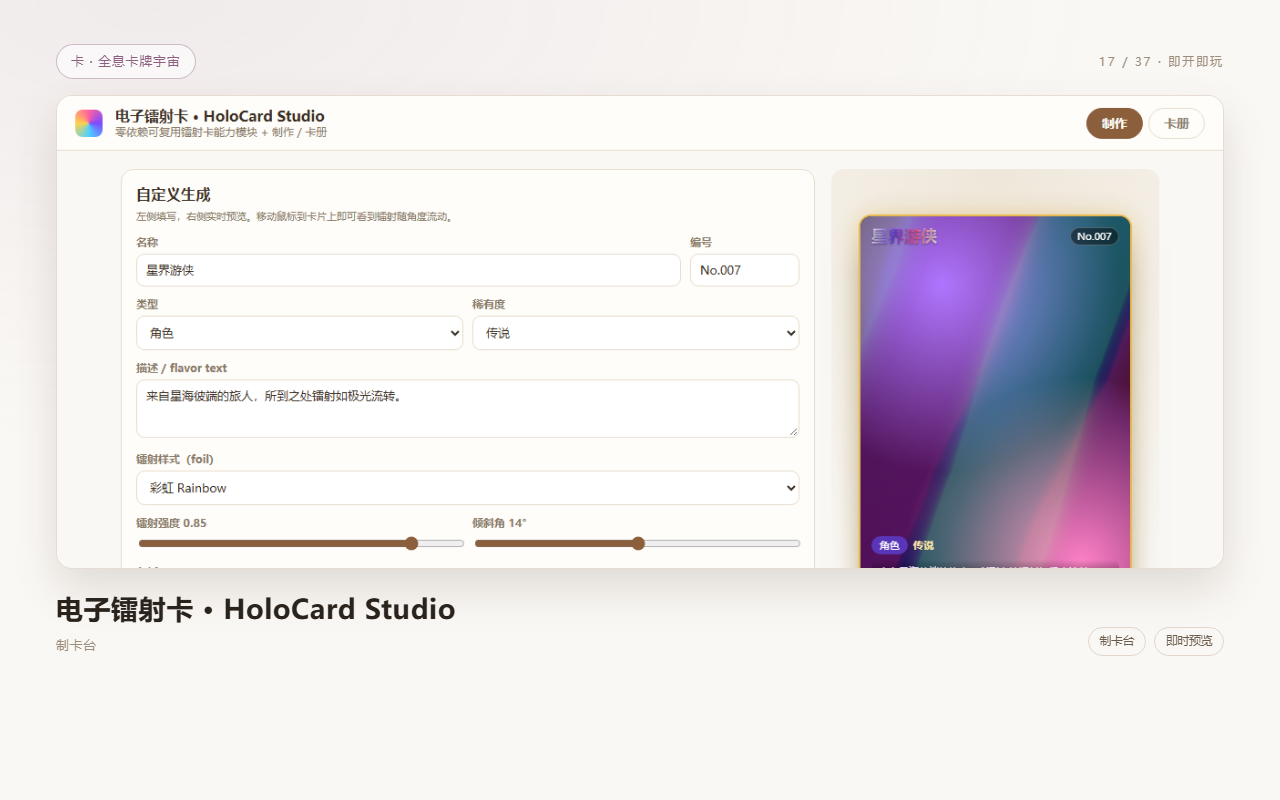 卡 · 全息卡牌宇宙
17 / 37 · 即开即玩
电子镭射卡 • HoloCard Studio
零依赖可复用镭射卡能力模块 + 制作 / 卡册
制作
卡册
自定义生成
左侧填写，右侧实时预览。移动鼠标到卡片上即可看到镭射随角度流动。
名称
编号
星界游侠
No.007
类型
稀有度
角色
传说
描述 / flavor text
来自星海彼端的旅人，所到之处镭射如极光流转。
镭射样式（foil）
彩虹 Rainbow
镭射强度 0.85
倾斜角 14°
星界游侠
No.007
角色
传说
电子镭射卡 • HoloCard Studio
制卡台
制卡台
即时预览